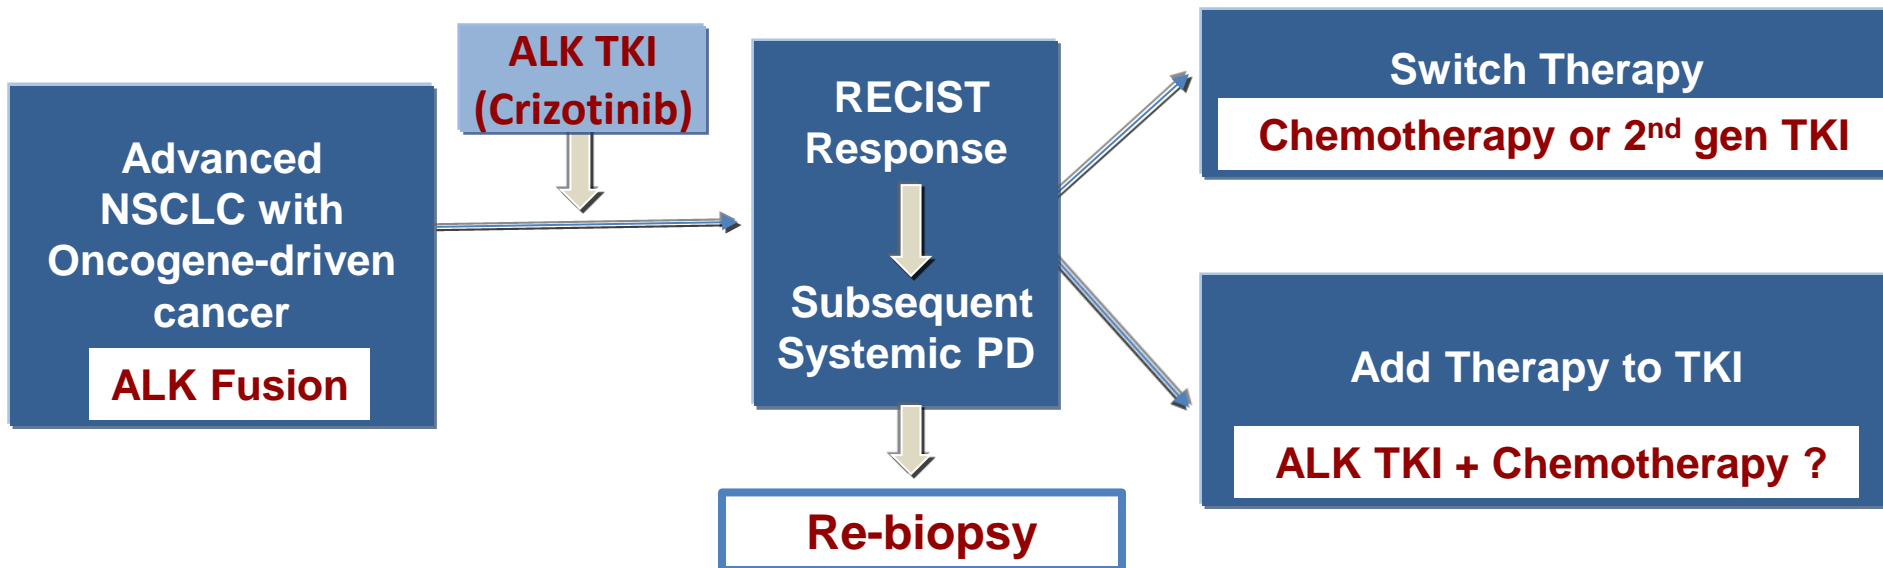 Advanced
NSCLC with
Oncogene-driven
cancer
ALK Fusion
ALK TKI
(Crizotinib)
RECIST
Response
Subsequent
Systemic PD
Re-biopsy
Switch Therapy
Chemotherapy or 2nd gen TKI
Add Therapy to TKI
ALK TKI + Chemotherapy ?